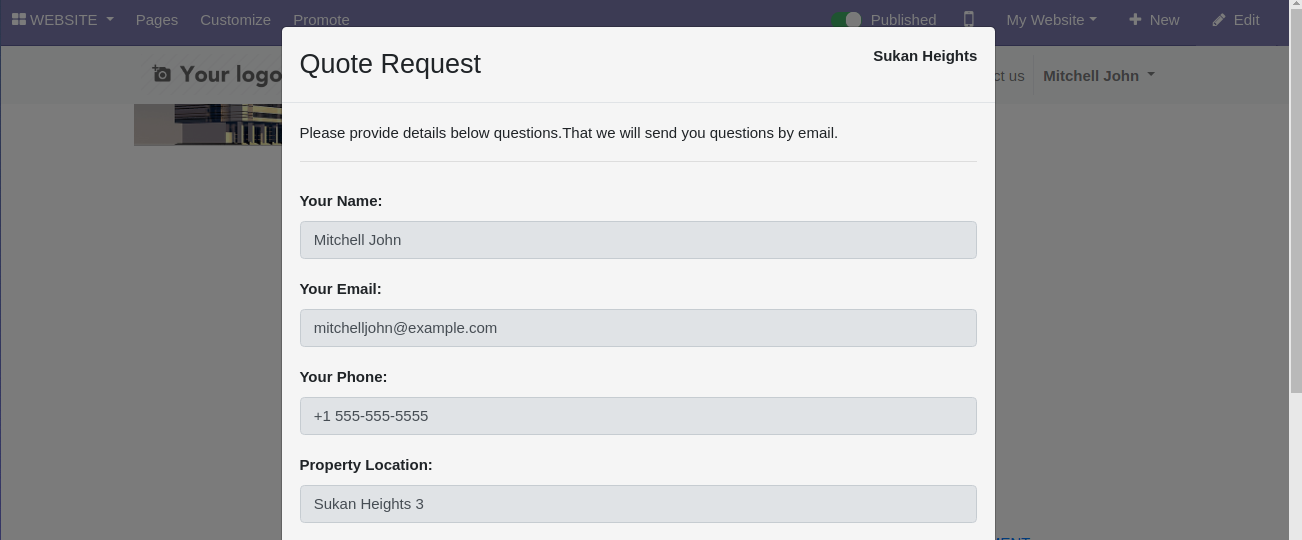 WEBSITE Pages Customize Promote Published My Website New Edit
Your logo
ct us Mitchell John
Quote Request
Sukan Heights
Please provide details below questions.That we will send you questions by email.
Your Name:
Mitchell John
Your Email:
mitchelljohn@example.com
Your Phone:
+1 555-555-5555
Property Location:
Sukan Heights 3